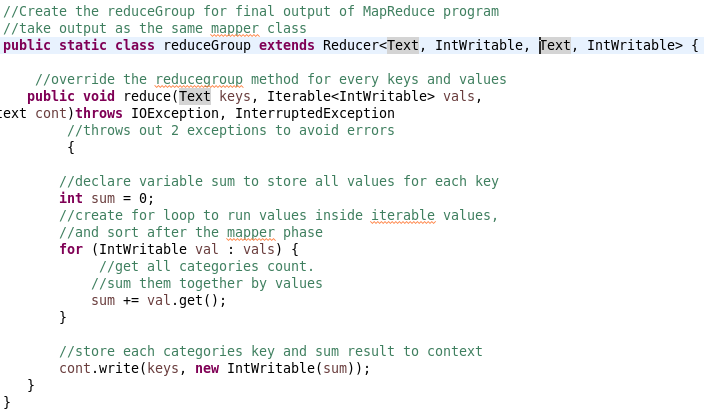 //Create the reduceGroup for final output of MapReduce program
//take output as the same mapper class
public static class reduceGroup extends Reducer<Text, IntWritable, Text, IntWritable> {
//override the reducegroup method for every keys and values
public void reduce(Text keys, Iterable<IntWritable> vals,
text cont)throws IOException, InterruptedException
//throws out 2 exceptions to avoid errors
{
//declare variable sum to store all values for each key
int sum = 0;
//create for loop to run values inside iterable values,
//and sort after the mapper phase
for (IntWritable val : vals) {
//get all categories count.
//sum them together by values
sum += val.get();
}
//store each categories key and sum result to context
cont.write(keys, new IntWritable(sum));
}
}